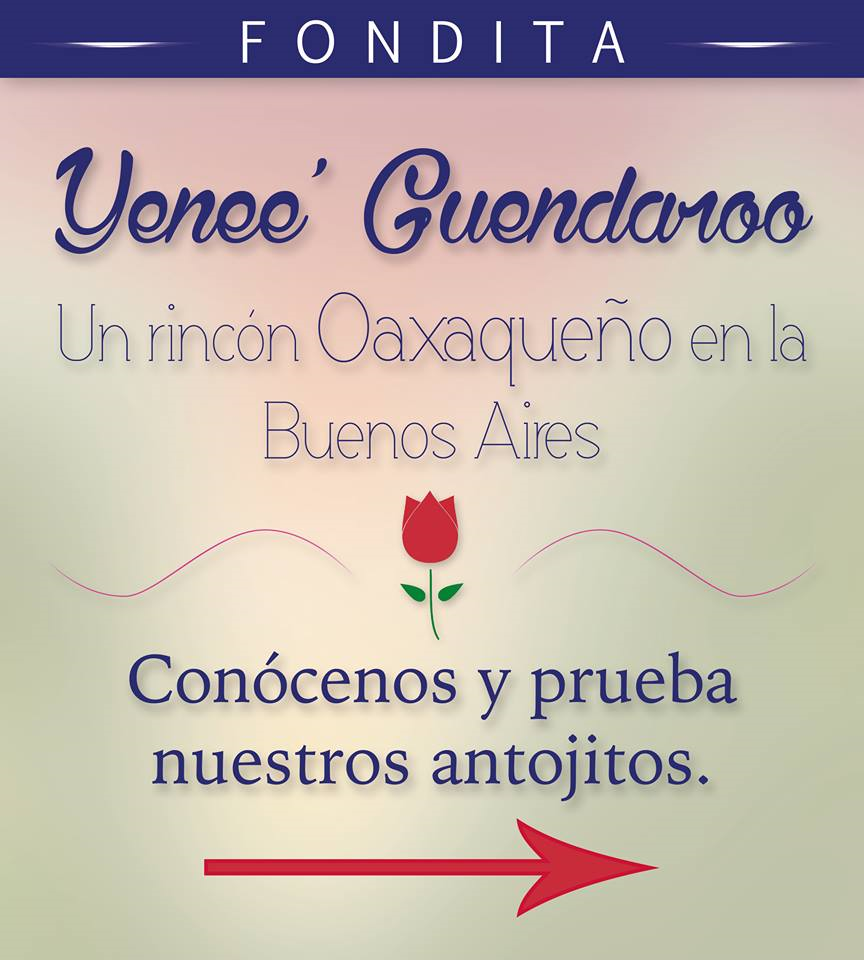 FONDITA
Yenee' Guendaroo
Un rincón Oaxaqueño en la
Buenos Aires
Conócenos y prueba
nuestros antojitos.